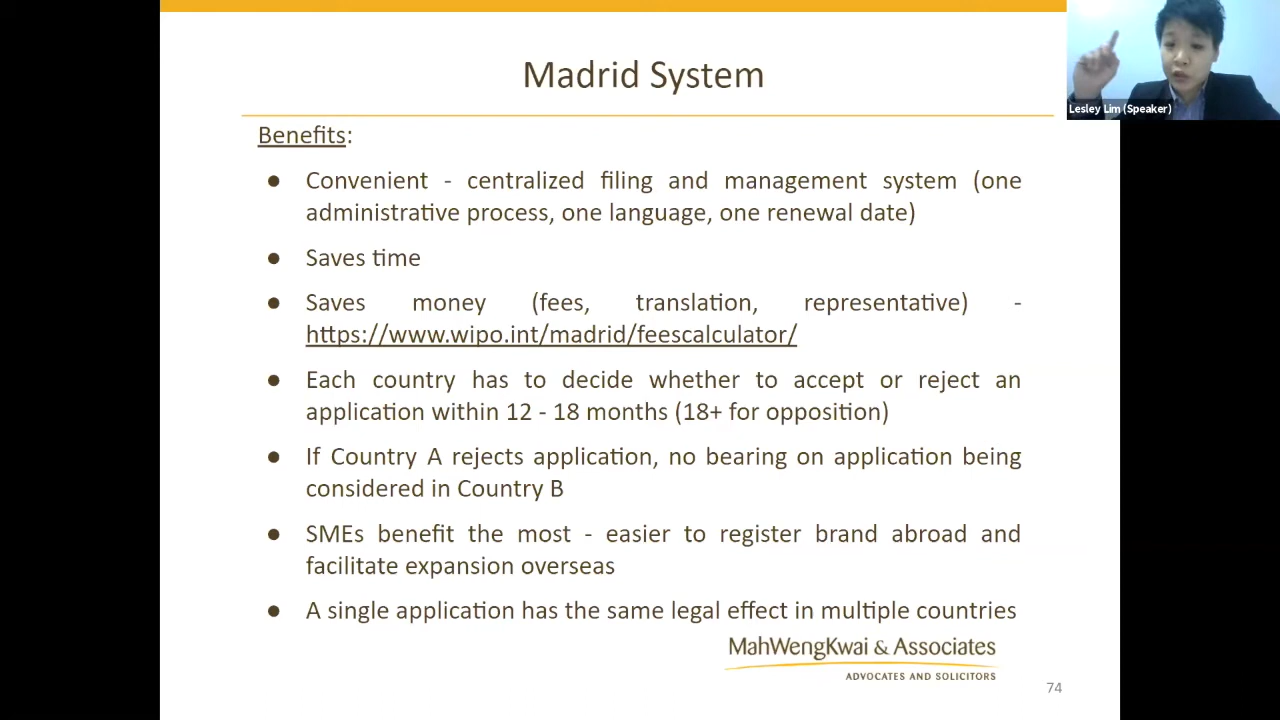 Madrid System
Lesley Lim (Speaker)
Benefits:
● Convenient - centralized filing and management system (one
administrative process, one language, one renewal date)
● Saves time
● Saves money (fees, translation, representative) -
https://www.wipo.int/madrid/feescalculator/
● Each country has to decide whether to accept or reject an
application within 12 - 18 months (18+ for opposition)
● If Country A rejects application, no bearing on application being
considered in Country B
● SMEs benefit the most - easier to register brand abroad and
facilitate expansion overseas
● A single application has the same legal effect in multiple countries
MahWengKwai & Associates
ADVOCATES AND SOLICITORS
74